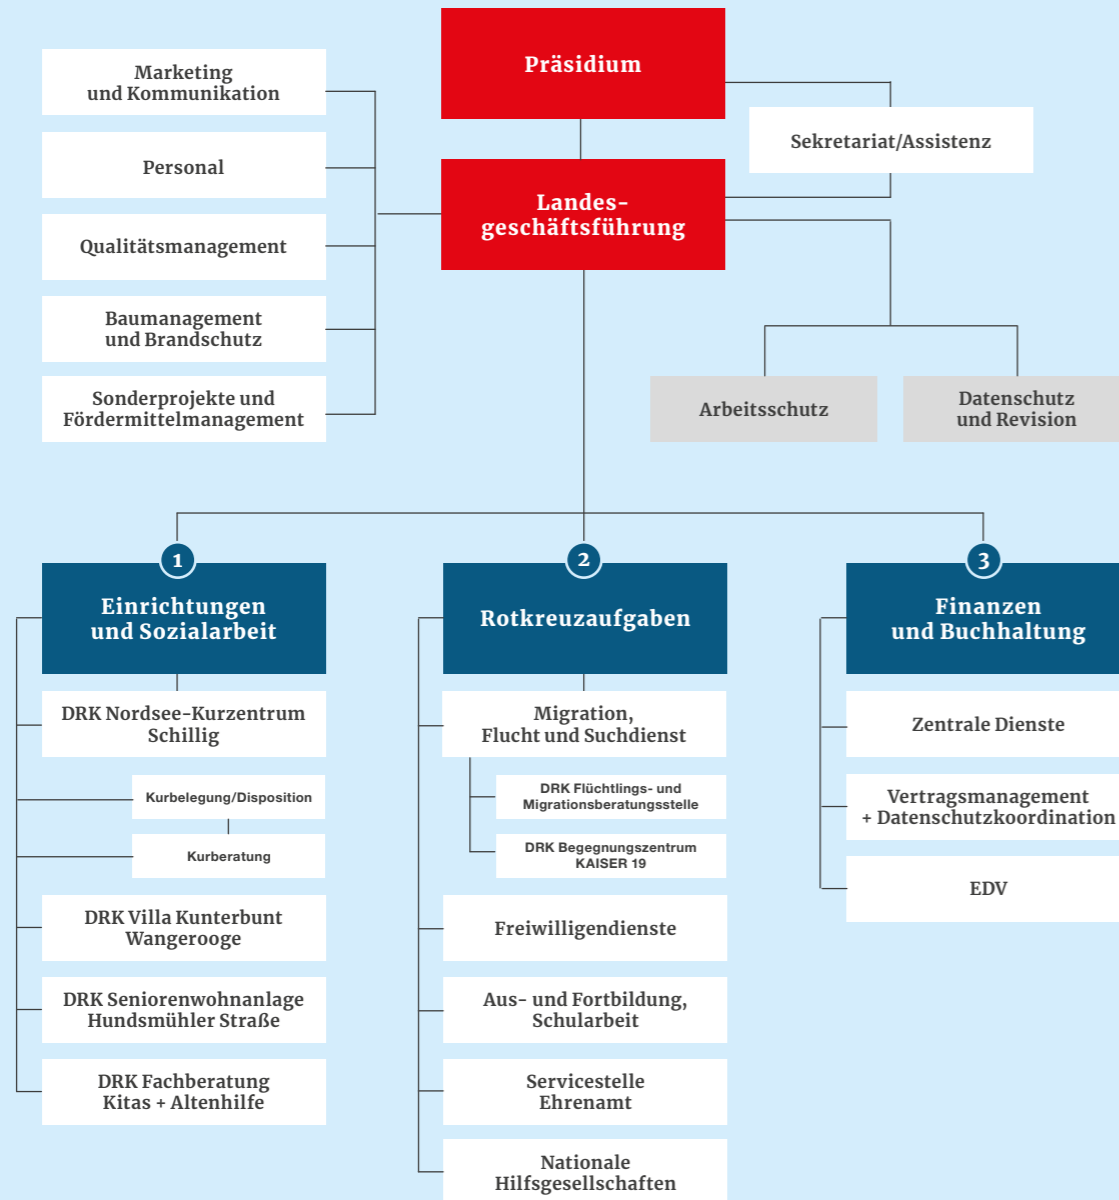 Präsidium
Landes-
geschäftsführung
Sekretariat/Assistenz
Marketing
und Kommunikation
Personal
Qualitätsmanagement
Baumanagement
und Brandschutz
Sonderprojekte und
Fördermittelmanagement
Arbeitsschutz
Datenschutz
und Revision
1
Einrichtungen
und Sozialarbeit
DRK Nordsee-Kurzentrum
Schillig
Kurbelegung/Disposition
Kurberatung
DRK Villa Kunterbunt
Wangerooge
DRK Seniorenwohnanlage
Hundsmühler Straße
DRK Fachberatung
Kitas + Altenhilfe
2
Rotkreuzaufgaben
Migration,
Flucht und Suchdienst
DRK Flüchtlings- und
Migrationsberatungsstelle
DRK Begegnungszentrum
KAISER 19
Freiwilligendienste
Aus- und Fortbildung,
Schularbeit
Servicestelle
Ehrenamt
Nationale
Hilfsgesellschaften
3
Finanzen
und Buchhaltung
Zentrale Dienste
Vertragsmanagement
+ Datenschutzkoordination
EDV